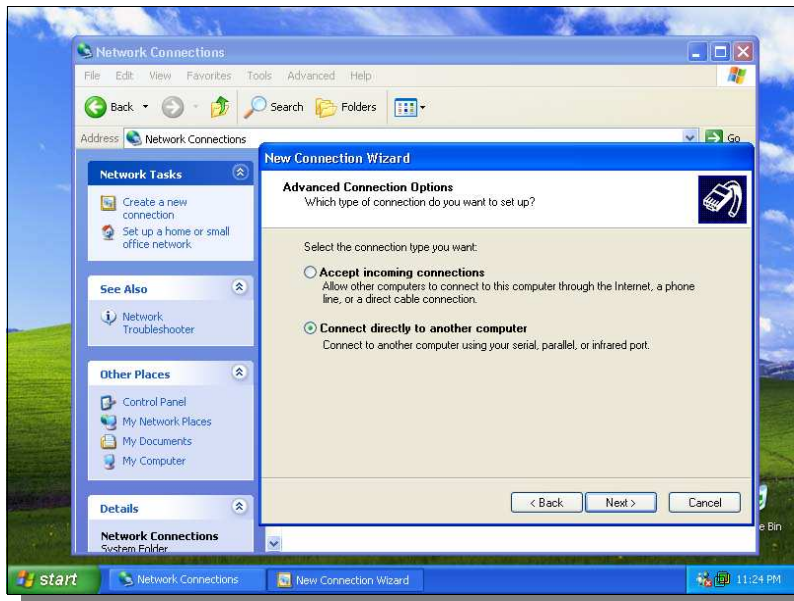 Network Connections
File Edit View Favorites Tools Advanced Help
Back Search Folders
Address Network Connections Go
Network Tasks
Create a new
connection
Set up a home or small
office network
See Also
Network
Troubleshooter
Other Places
Control Panel
My Network Places
My Documents
My Computer
Details
Network Connections
System Folder
New Connection Wizard
Advanced Connection Options
Which type of connection do you want to set up?
Select the connection type you want:
Accept incoming connections
Allow other computers to connect to this computer through the Internet, a phone
line, or a direct cable connection.
Connect directly to another computer
Connect to another computer using your serial, parallel, or infrared port.
< Back Next > Cancel
e Bin
start Network Connections New Connection Wizard 11:24 PM